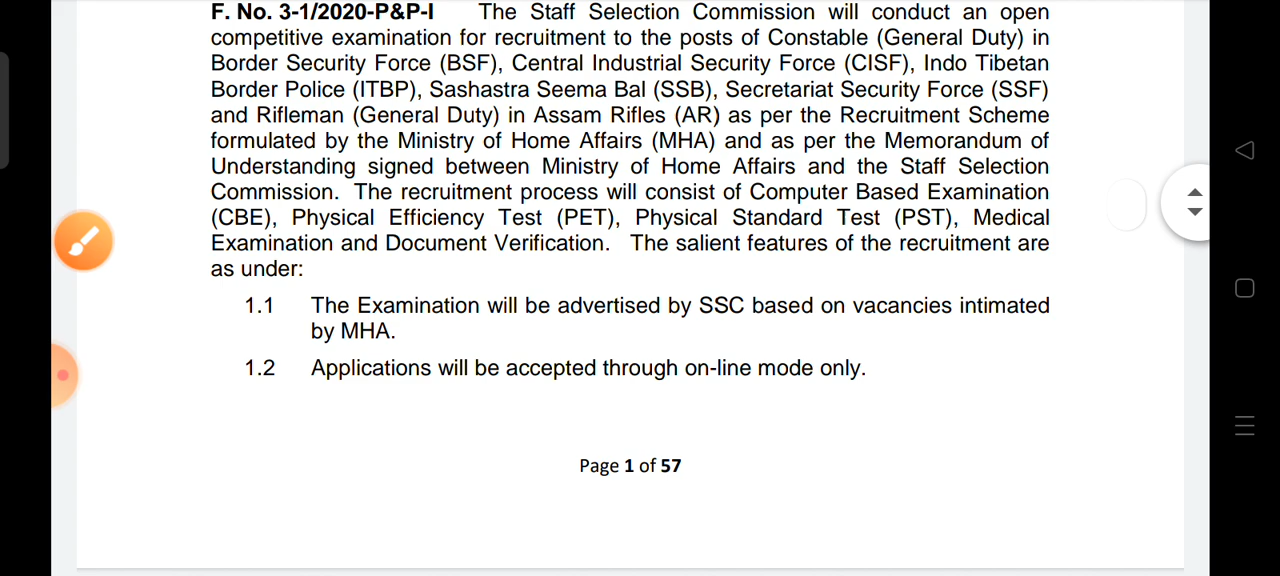 F. No. 3-1/2020-P&P-I The Staff Selection Commission will conduct an open
competitive examination for recruitment to the posts of Constable (General Duty) in
Border Security Force (BSF), Central Industrial Security Force (CISF), Indo Tibetan
Border Police (ITBP), Sashastra Seema Bal (SSB), Secretariat Security Force (SSF)
and Rifleman (General Duty) in Assam Rifles (AR) as per the Recruitment Scheme
formulated by the Ministry of Home Affairs (MHA) and as per the Memorandum of
Understanding signed between Ministry of Home Affairs and the Staff Selection
Commission. The recruitment process will consist of Computer Based Examination
(CBE), Physical Efficiency Test (PET), Physical Standard Test (PST), Medical
Examination and Document Verification. The salient features of the recruitment are
as under:
1.1 The Examination will be advertised by SSC based on vacancies intimated
by MHA.
1.2 Applications will be accepted through on-line mode only.
Page 1 of 57